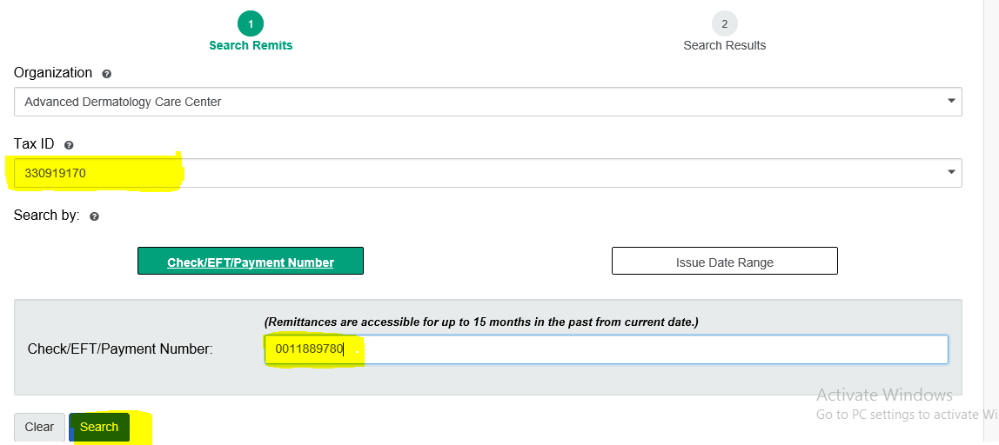 1
2
Search Remits
Search Results
Organization ?
Advanced Dermatology Care Center
Tax ID ?
330919170
Search by: ?
Check/EFT/Payment Number
Issue Date Range
(Remittances are accessible for up to 15 months in the past from current date.)
Check/EFT/Payment Number:
0011889780
Activate Windows
Go to PC settings to activate Wi
Clear
Search